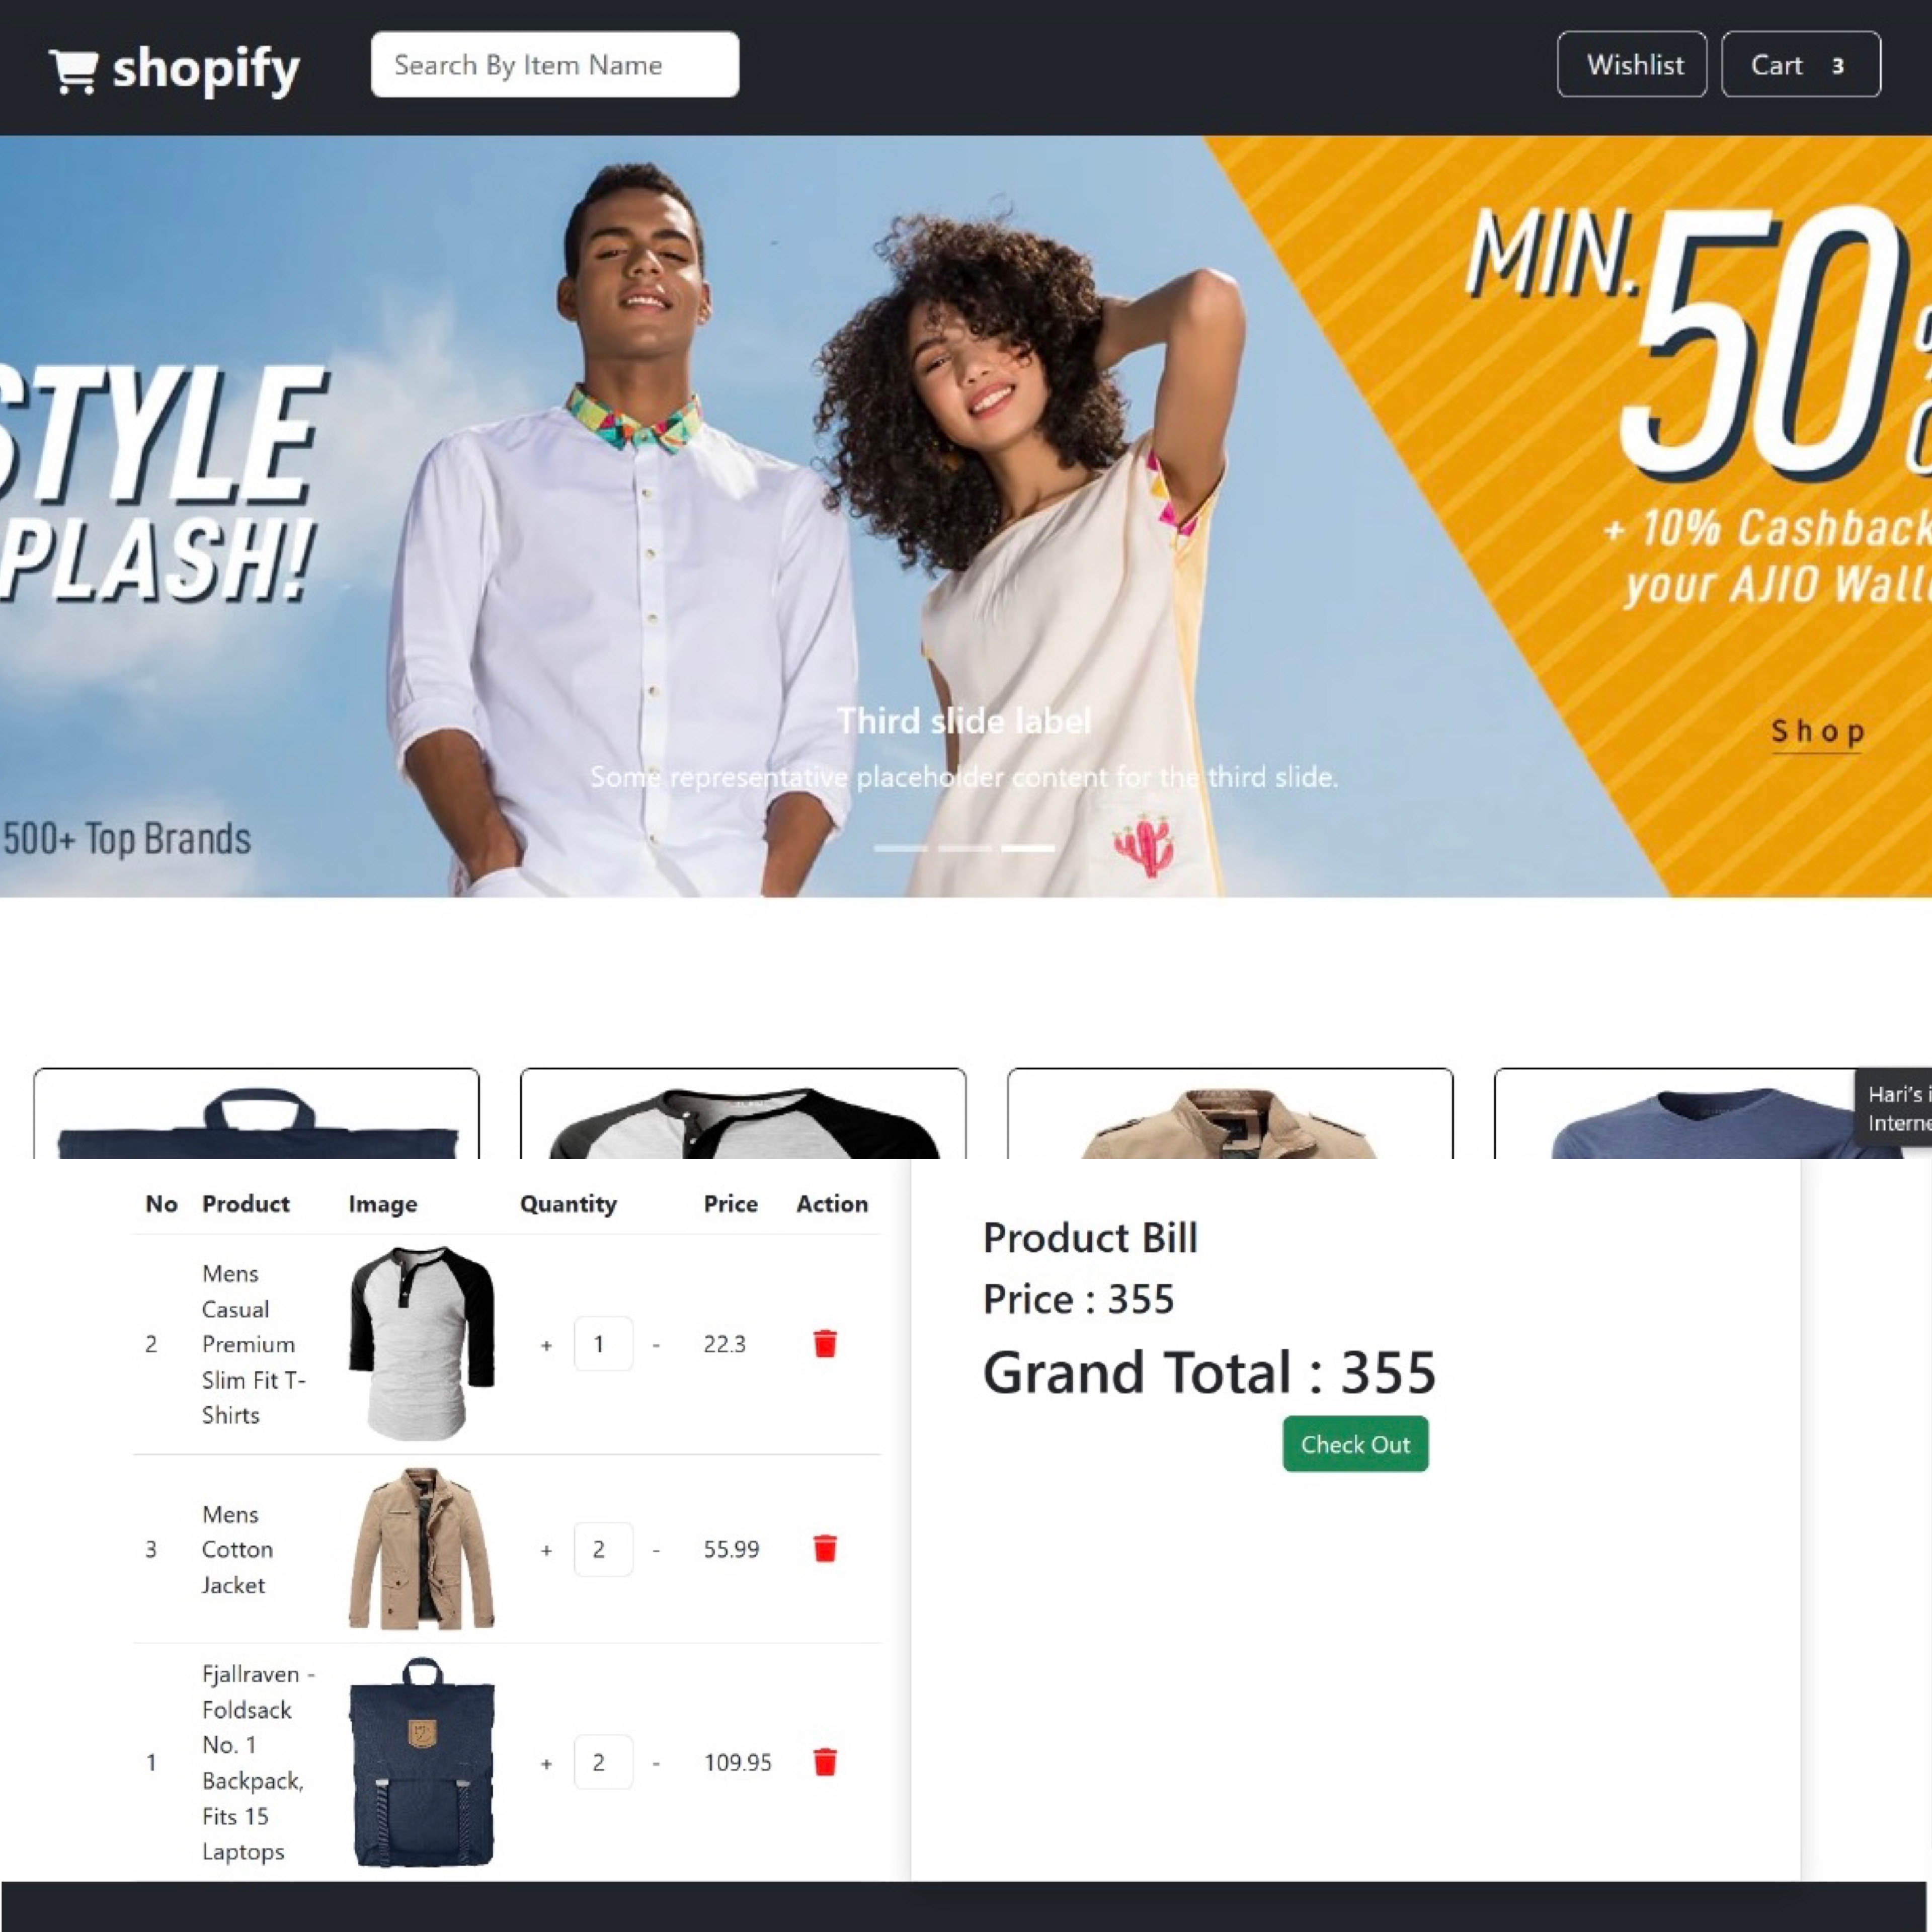 shopify
Search By Item Name
Wishlist
Cart 3
STYLE
PLASH!
500+ Top Brands
MIN. 50
+ 10% Cashback
your AJIO
Shop
Third slide label
Some representative placeholder content for the third slide.
Hari's
No Product Image Quantity Price Action
Mens
Casual
2 Premium + 1 - 22.3
Slim Fit T-
Shirts
Mens
3 Cotton + 2 - 55.99
Jacket
Fjallraven -
Foldsack
No. 1
1 Backpack, + 2 - 109.95
Fits 15
Laptops
Product Bill
Price : 355
Grand Total : 355
Check Out